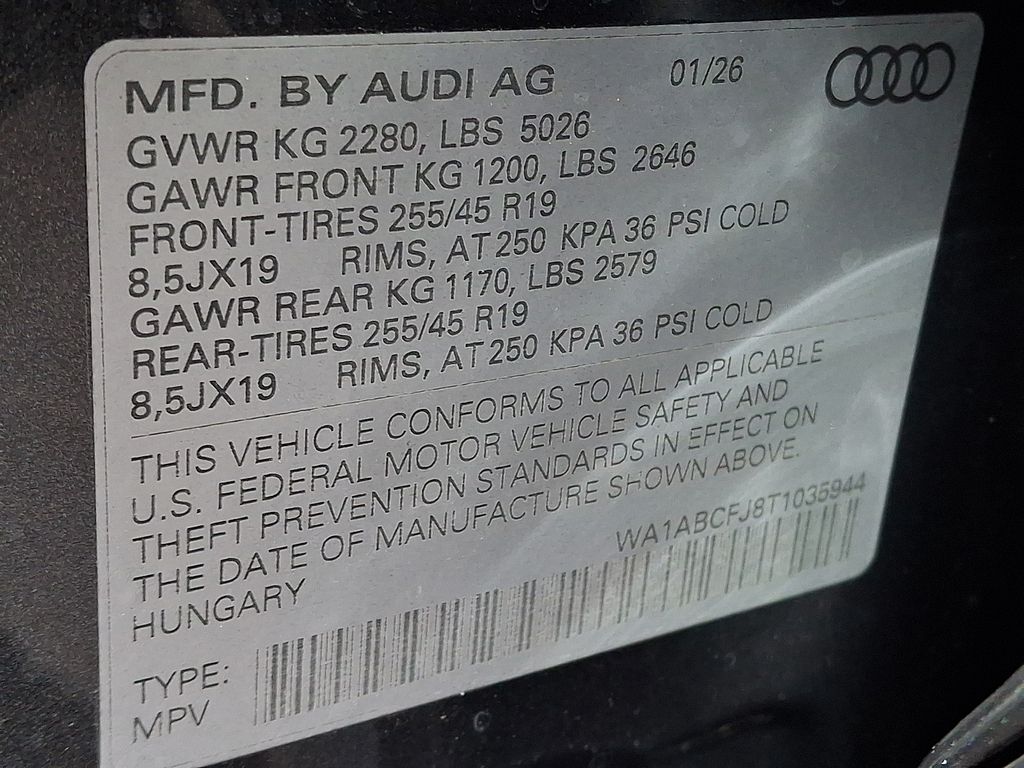 MFD. BY AUDI AG 01/26
GVWR KG 2280, LBS 5026
GAWR FRONT KG 1200, LBS 2646
FRONT-TIRES 255/45 R19
8,5JX19 RIMS, AT 250 KPA 36 PSI COLD
GAWR REAR KG 1170, LBS 2579
REAR-TIRES 255/45 R19
8,5JX19 RIMS, AT 250 KPA 36 PSI COLD
THIS VEHICLE CONFORMS TO ALL APPLICABLE
U.S. FEDERAL MOTOR VEHICLE SAFETY AND
THEFT PREVENTION STANDARDS IN EFFECT ON
THE DATE OF MANUFACTURE SHOWN ABOVE.
HUNGARY WA1ABCFJ8T1035944
TYPE:
MPV